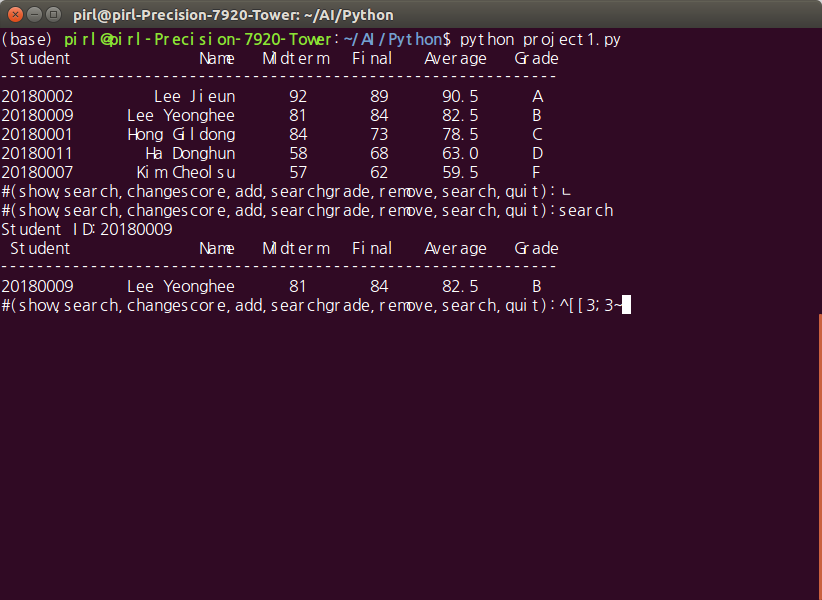 pirl@pirl-Precision-7920-Tower: ~/AI/Python
(base) pirl@pirl-Precision-7920-Tower:~/AI/Python$ python project1.py
Student Name Midterm Final Average Grade
--------------------------------------------------------------
20180002 Lee Jieun 92 89 90.5 A
20180009 Lee Yeonghee 81 84 82.5 B
20180001 Hong Gildong 84 73 78.5 C
20180011 Ha Donghun 58 68 63.0 D
20180007 Kim Cheolsu 57 62 59.5 F
#(show,search,changescore,add,searchgrade,remove,search,quit):ㄴ
#(show,search,changescore,add,searchgrade,remove,search,quit):search
Student ID:20180009
Student Name Midterm Final Average Grade
--------------------------------------------------------------
20180009 Lee Yeonghee 81 84 82.5 B
#(show,search,changescore,add,searchgrade,remove,search,quit):^[[3;3~